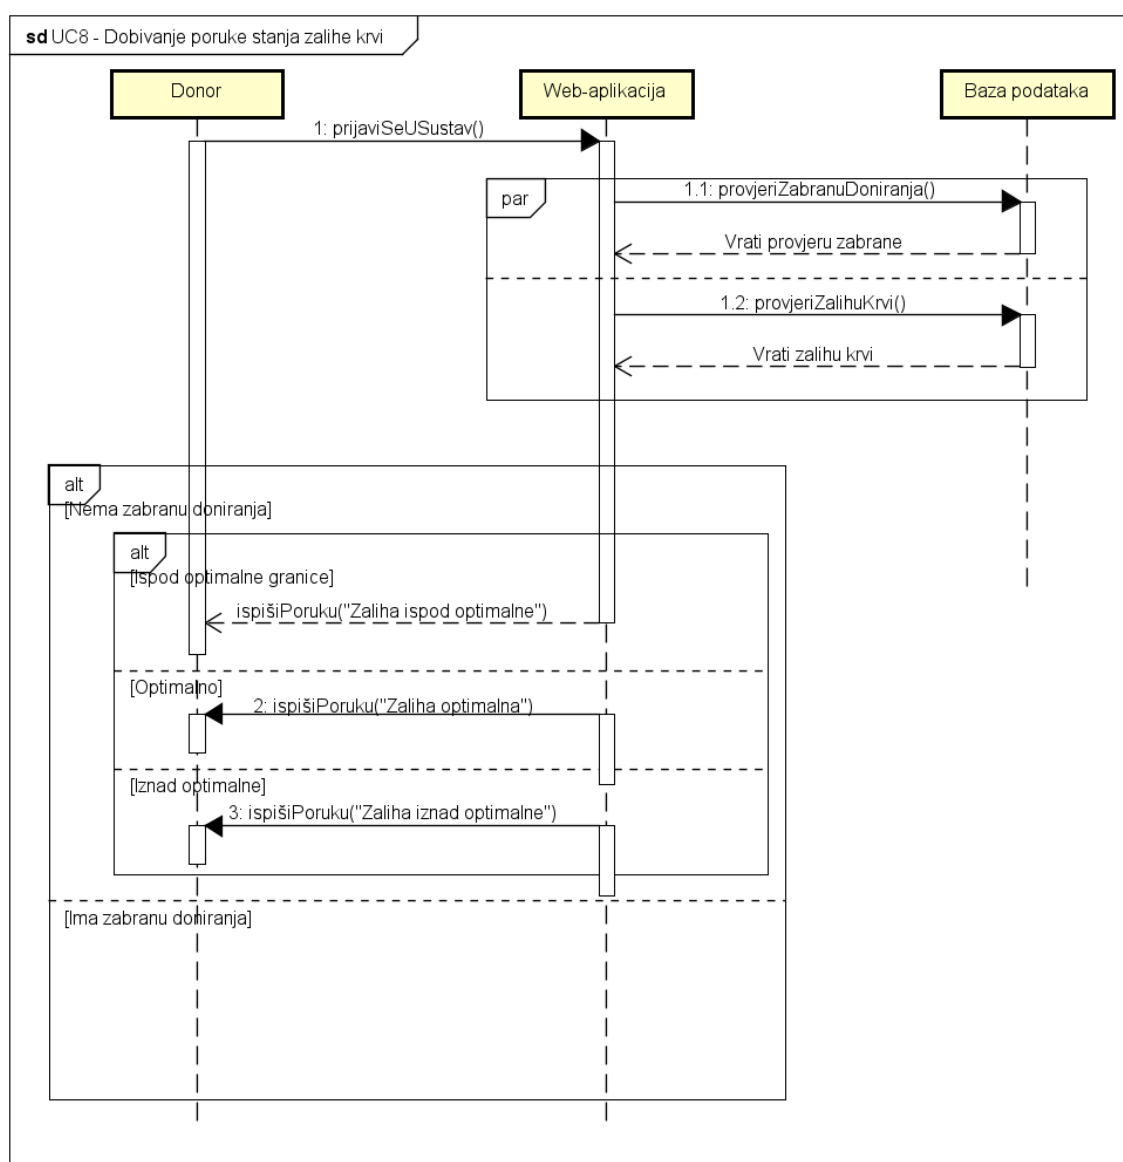 sd UC8 - Dobivanje poruke stanja zalihe krvi
Donor
Web-aplikacija
Baza podataka
1: prijaviSeUSustav()
par
1.1: provjeriZabranuDoniranja()
Vrati provjeru zabrane
1.2: provjeriZalihuKrvi()
Vrati zalihu krvi
alt
[Nema zabranu doniranja]
alt
[Ispod optimalne granice]
ispišiPoruku("Zaliha ispod optimalne")
[Optimalno]
2: ispišiPoruku("Zaliha optimalna")
[Iznad optimalne]
3: ispišiPoruku("Zaliha iznad optimalne")
[Ima zabranu doniranja]